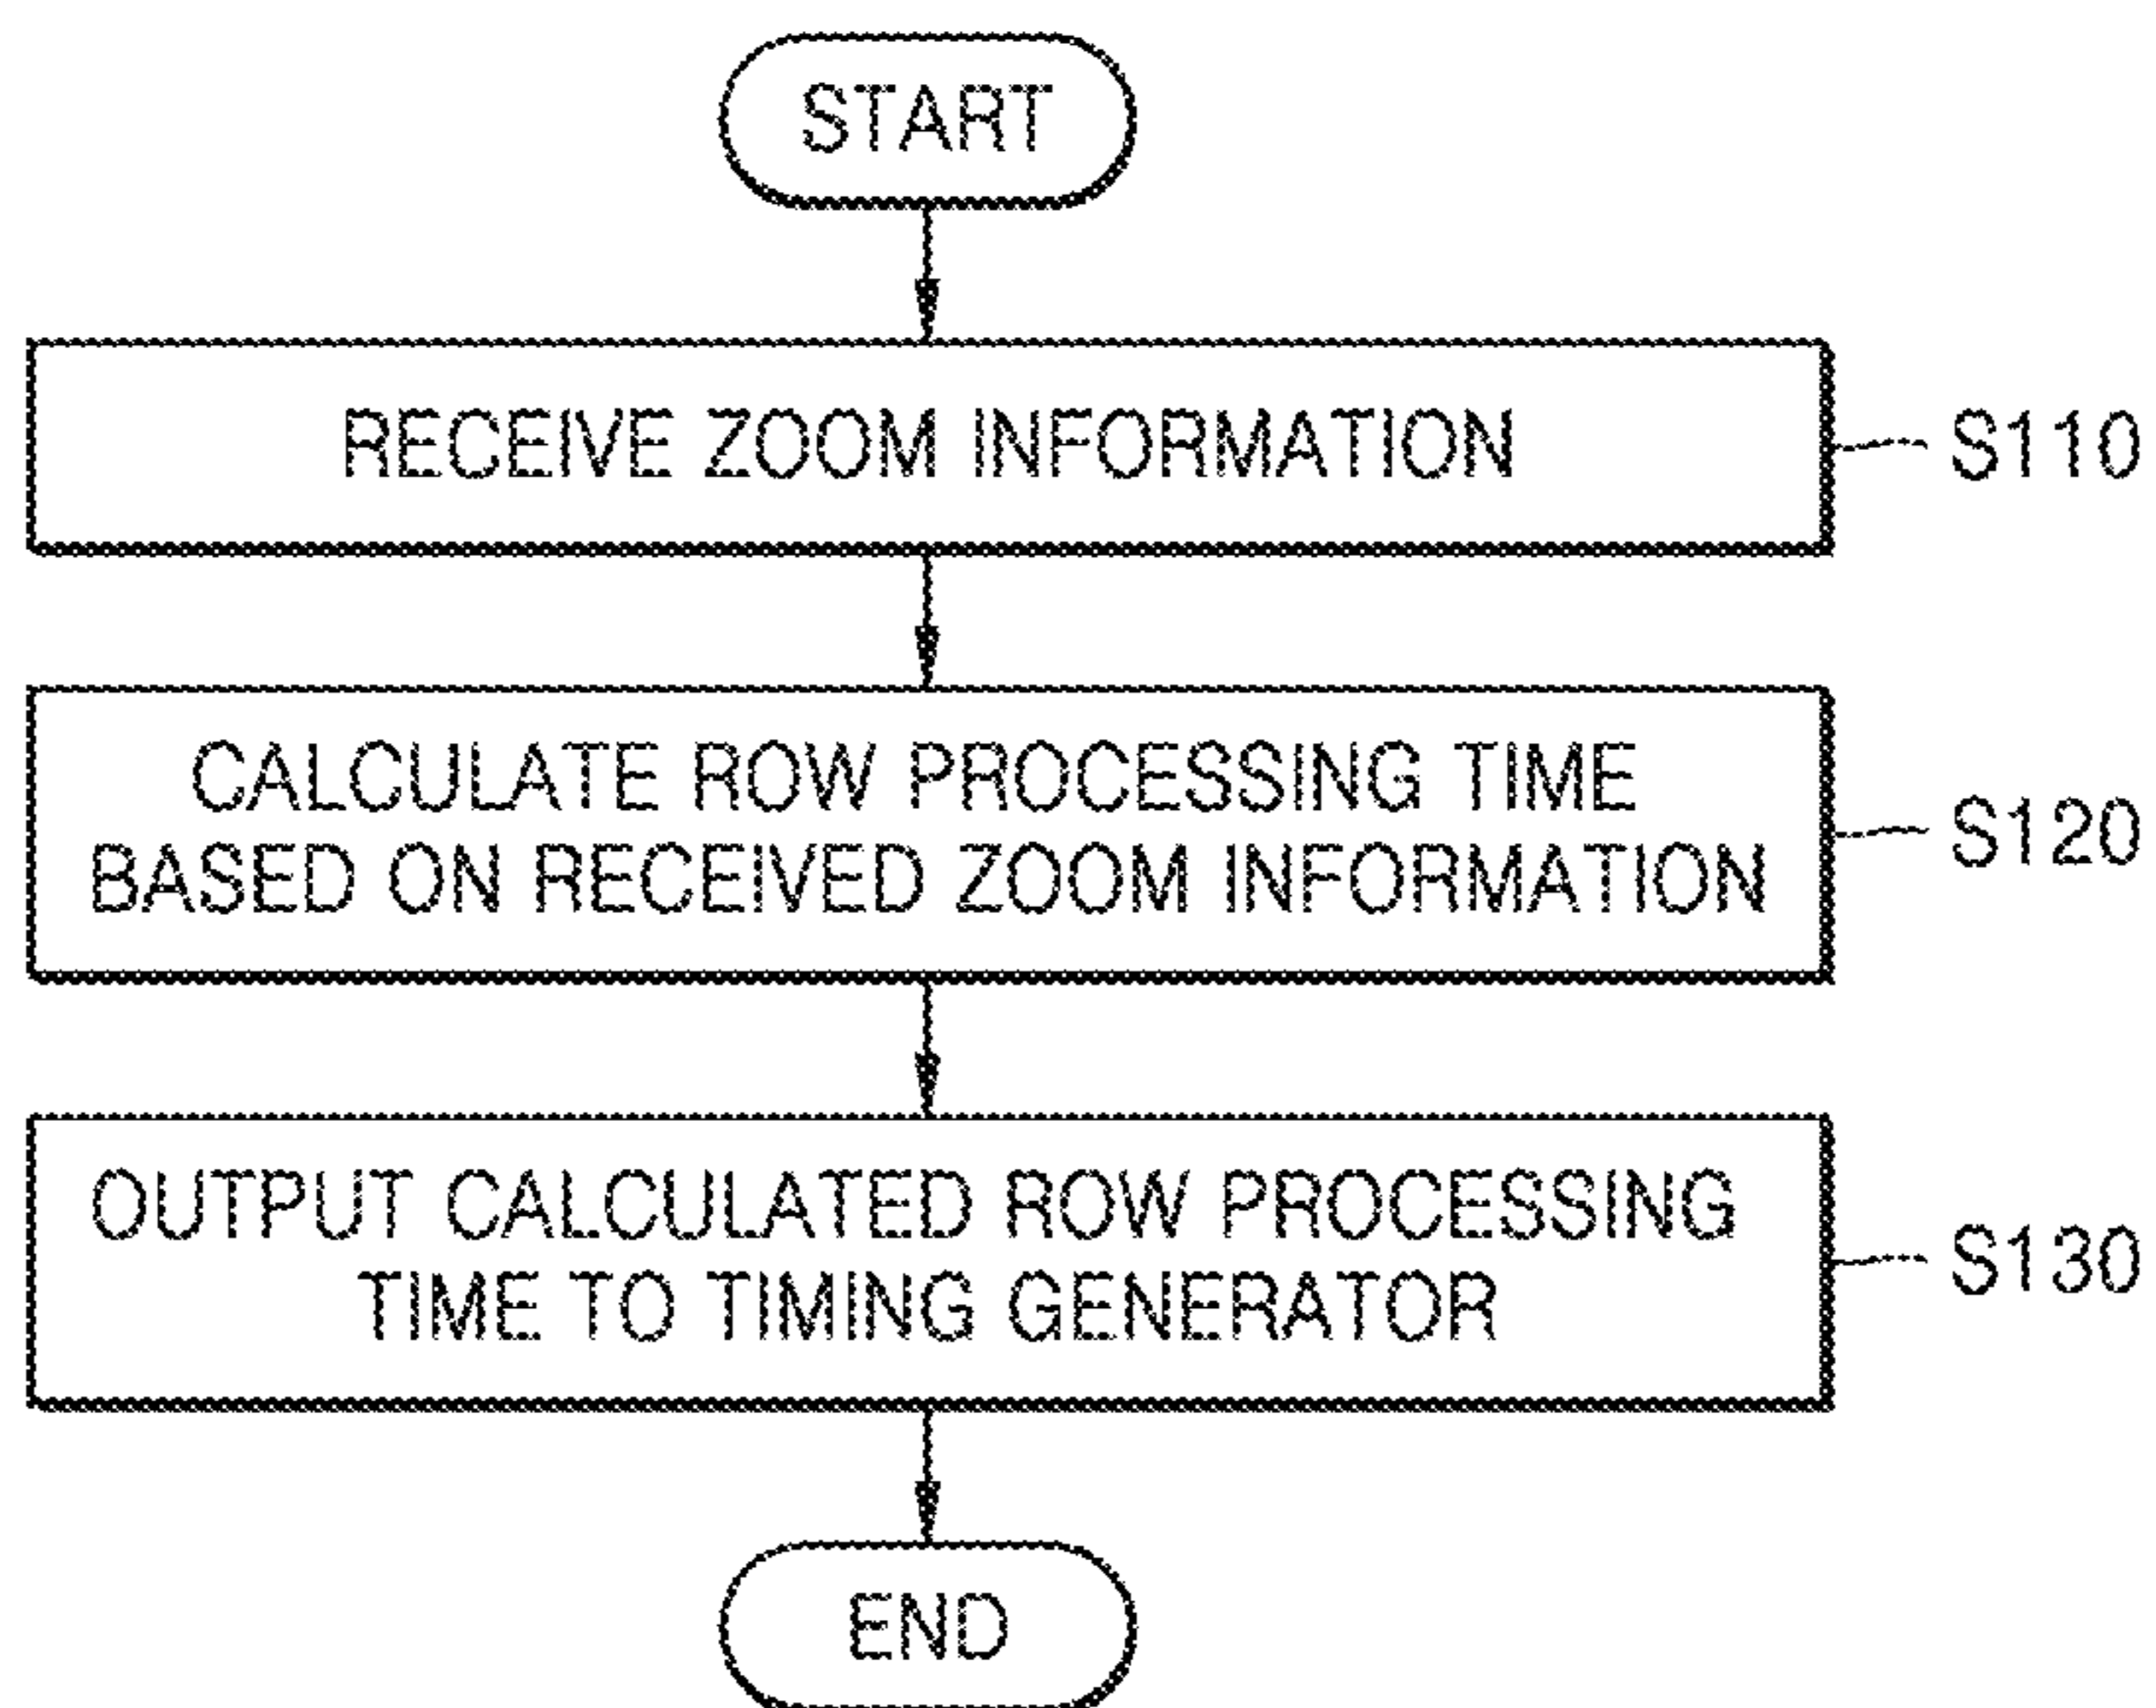 START
RECEIVE ZOOM INFORMATION
S110
CALCULATE ROW PROCESSING TIME
BASED ON RECEIVED ZOOM INFORMATION
S120
OUTPUT CALCULATED ROW PROCESSING
TIME TO TIMING GENERATOR
S130
END